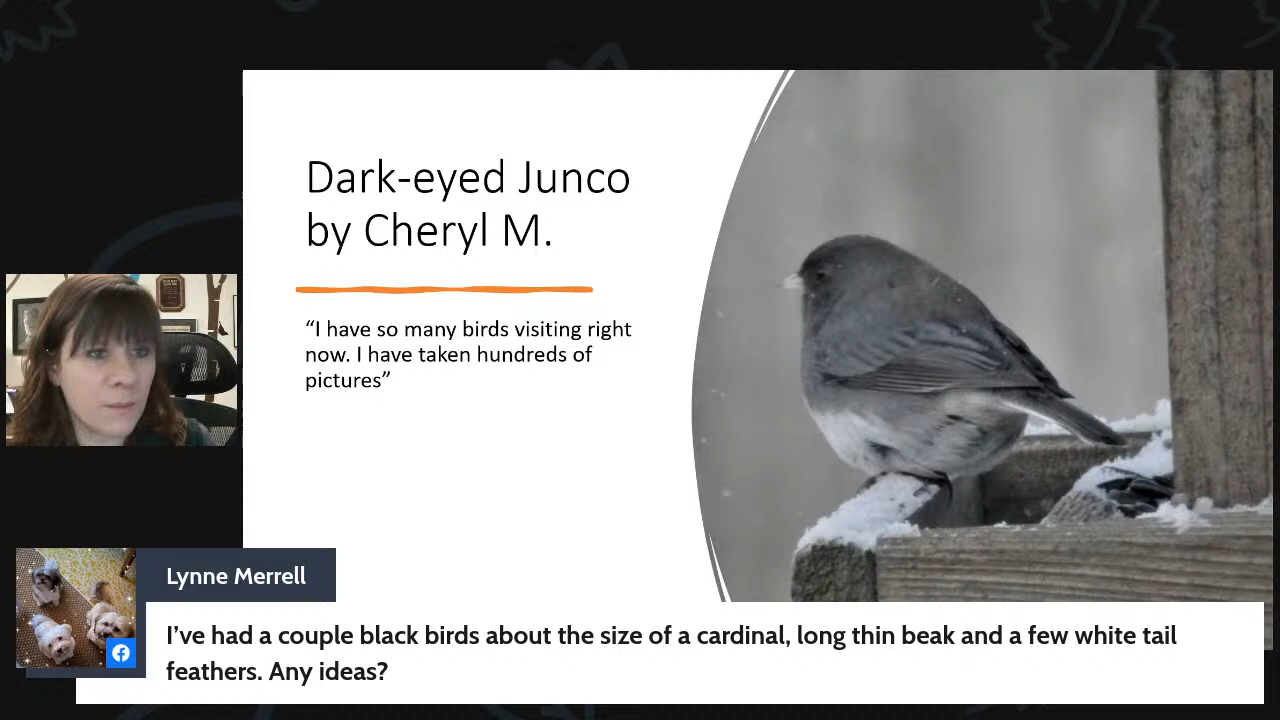 Dark-eyed Junco
by Cheryl M.
“I have so many birds visiting right
now. I have taken hundreds of
pictures”
Lynne Merrell
I’ve had a couple black birds about the size of a cardinal, long thin beak and a few white tail
feathers. Any ideas?